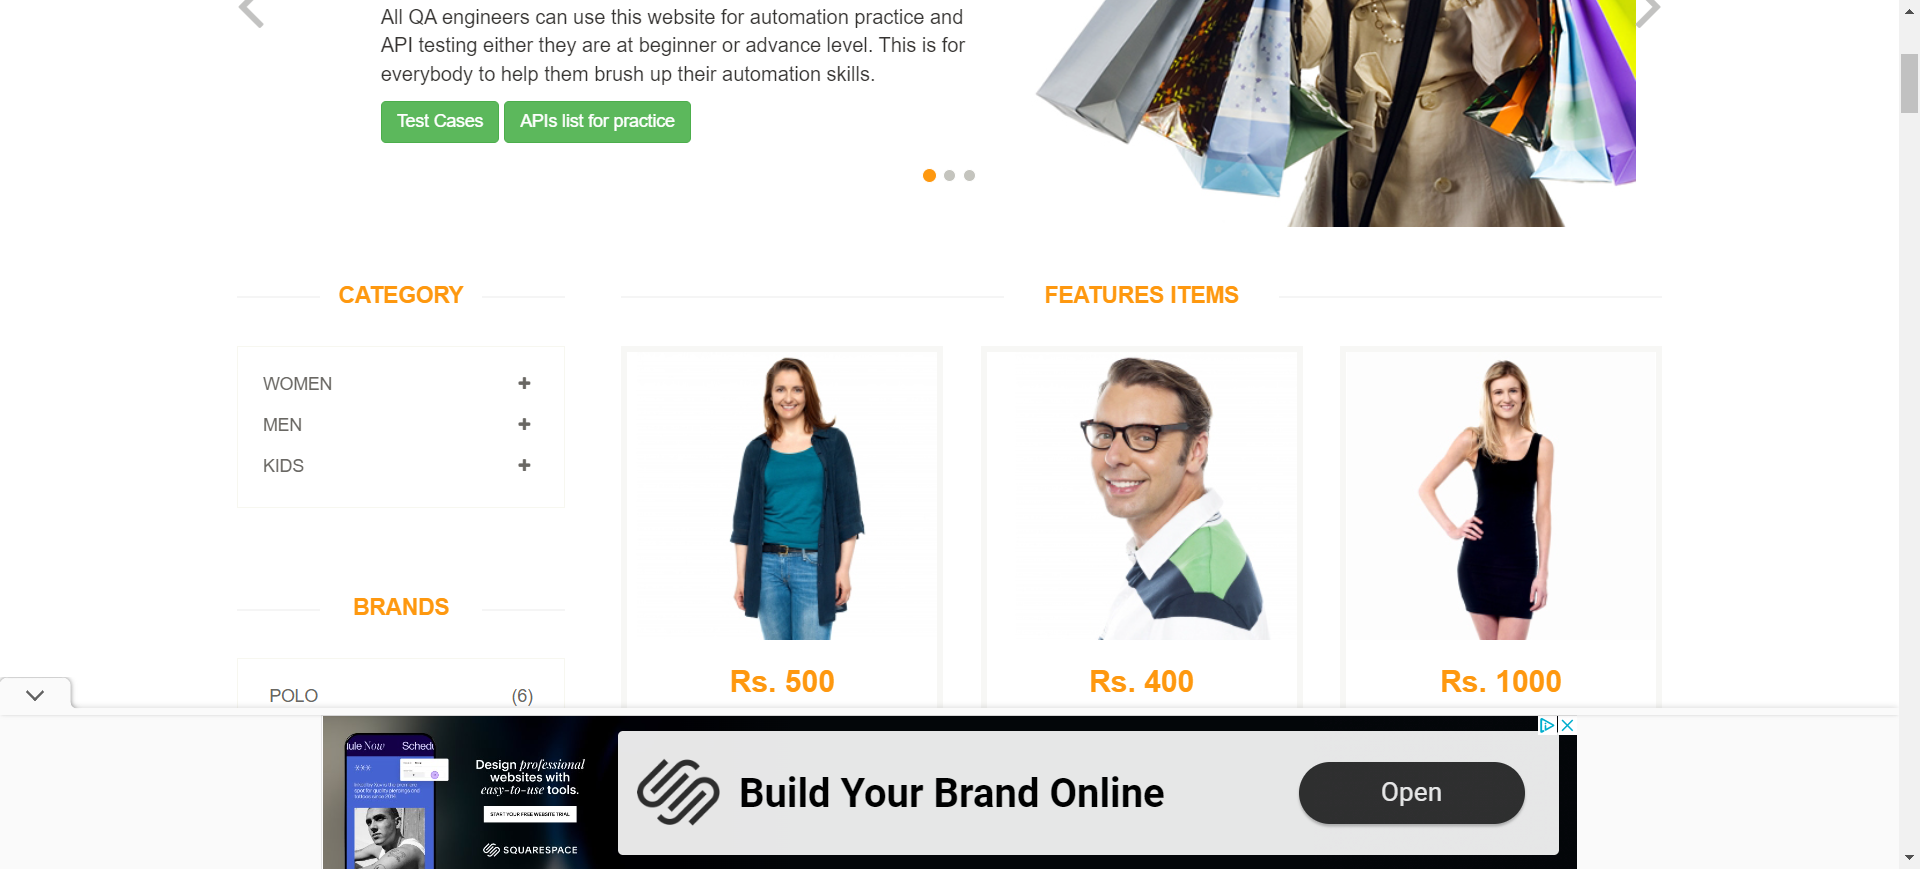 All QA engineers can use this website for automation practice and
API testing either they are at beginner or advance level. This is for
everybody to help them brush up their automation skills.
Test Cases
APIs list for practice
CATEGORY
WOMEN
MEN
KIDS
BRANDS
POLO (6)
FEATURES ITEMS
Rs. 500
Rs. 400
Rs. 1000
Now
Design professional
websites with
easy-to-use tools.
START YOUR FREE WEBSITE TRIAL
SQUARESPACE
Build Your Brand Online
Open